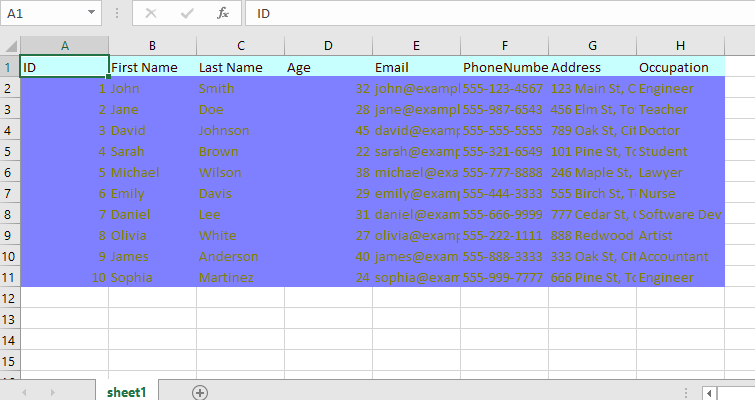 A1 fx ID
A B C D E F G H
1 ID First Name Last Name Age Email PhoneNumbe Address Occupation
2 1 John Smith 32 john@exampl 555-123-4567 123 Main St, C Engineer
3 2 Jane Doe 28 jane@examp 555-987-6543 456 Elm St, To Teacher
4 3 David Johnson 45 david@examp 555-555-5555 789 Oak St, Cit Doctor
5 4 Sarah Brown 22 sarah@examp 555-321-6549 101 Pine St, To Student
6 5 Michael Wilson 38 michael@exa 555-777-8888 246 Maple St, Lawyer
7 6 Emily Davis 29 emily@examp 555-444-3333 555 Birch St, T Nurse
8 7 Daniel Lee 31 daniel@exam 555-666-9999 777 Cedar St, Software Dev
9 8 Olivia White 27 olivia@examp 555-222-1111 888 Redwood Artist
10 9 James Anderson 40 james@exam 555-888-3333 333 Oak St, Cit Accountant
11 10 Sophia Martinez 24 sophia@exam 555-999-7777 666 Pine St, To Engineer
12
13
14
15
sheet1